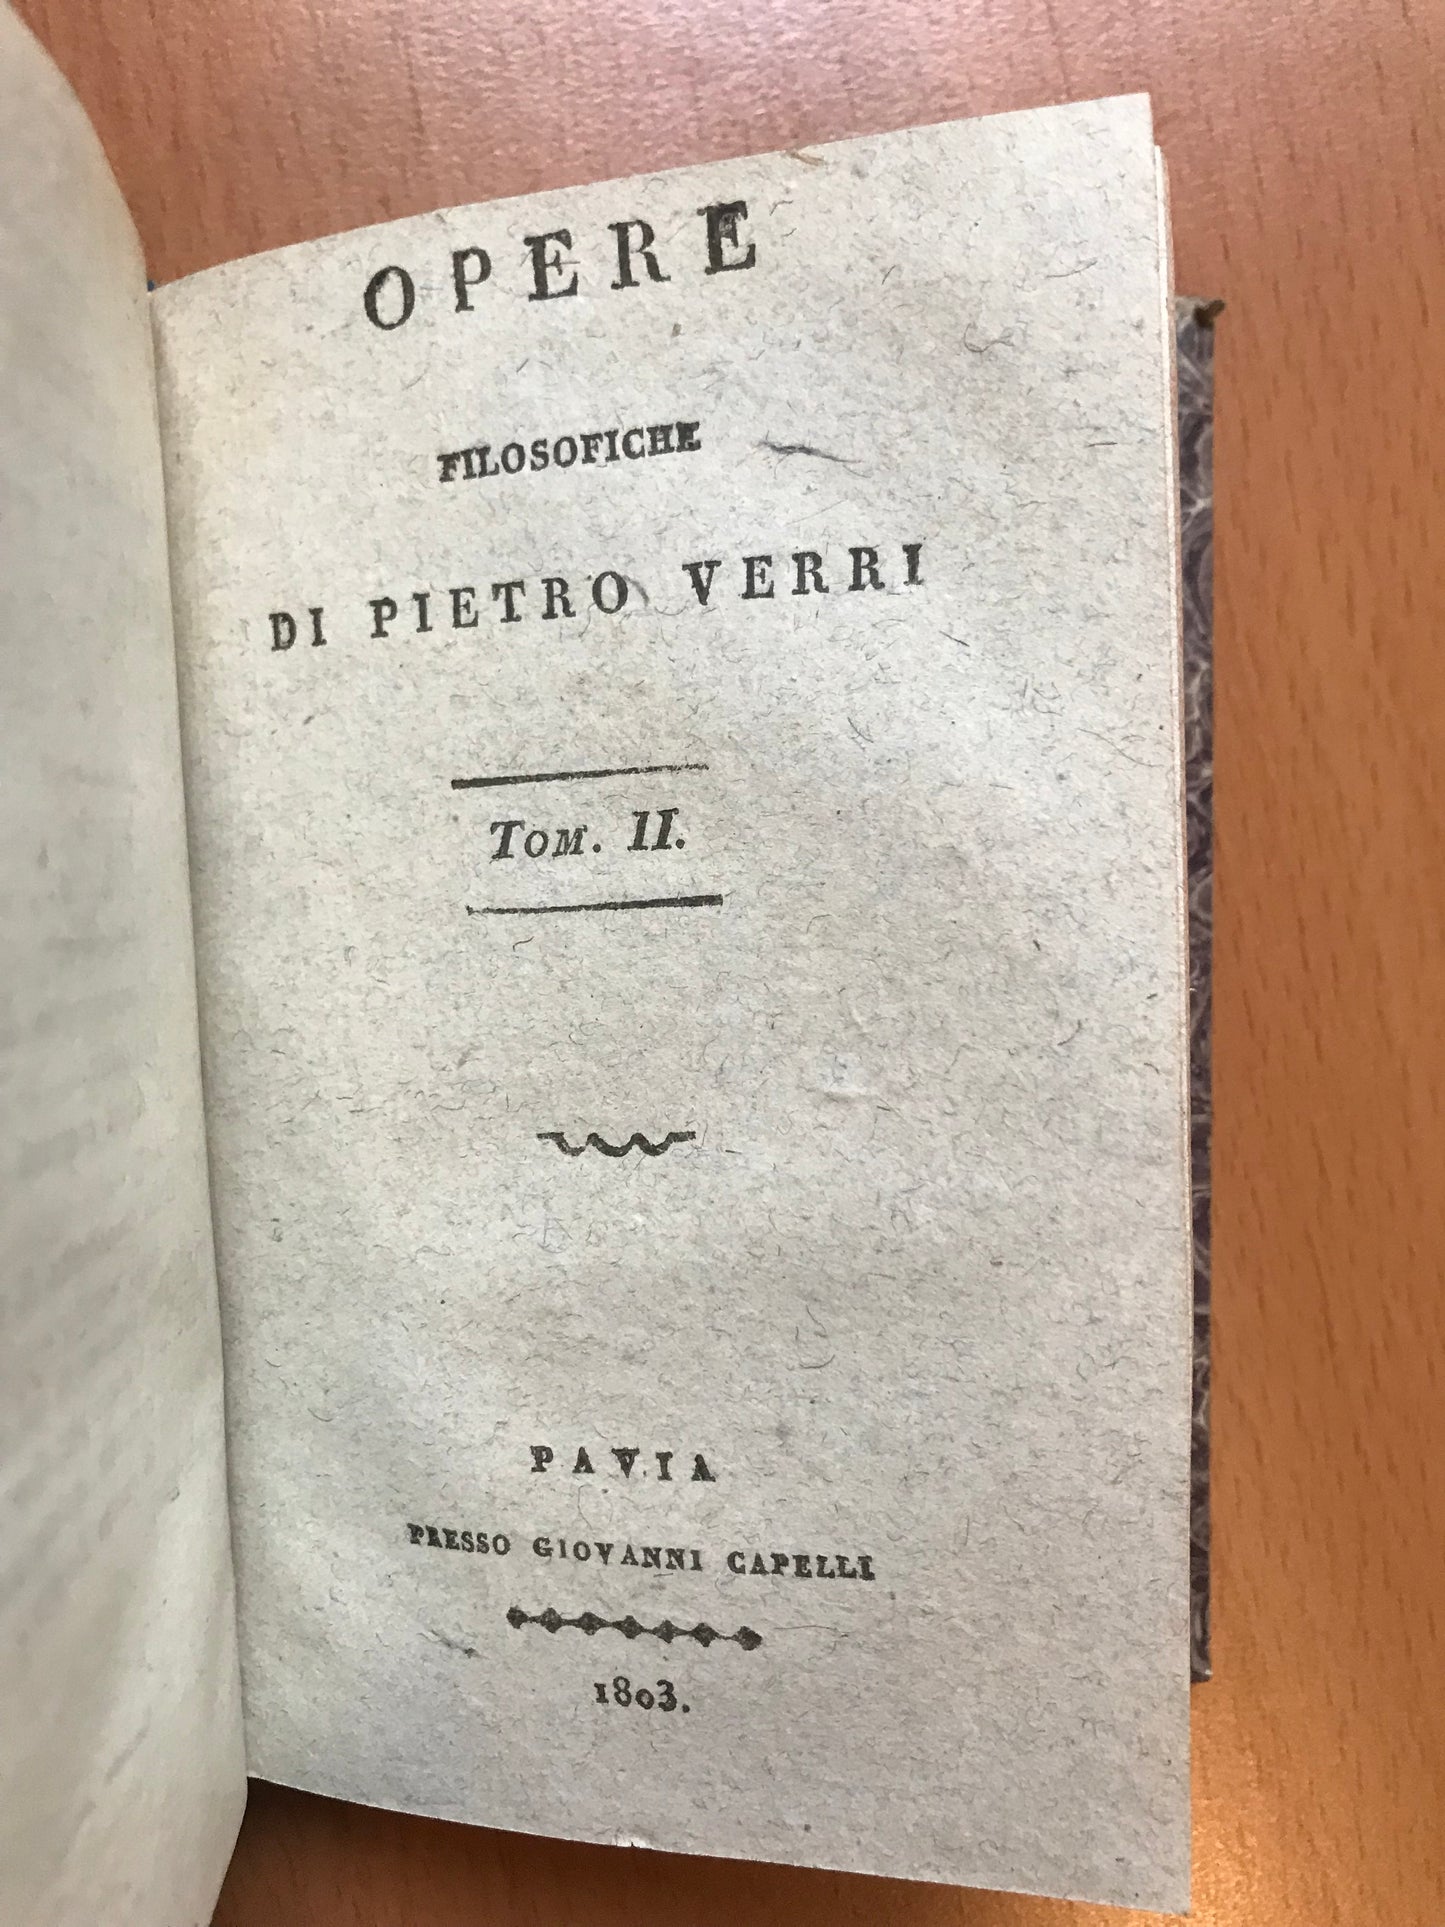 OPERE
FILOSOFICHE
DI PIETRO VERRI
TOM. II.
PAVIA
PRESSO GIOVANNI CAPELLI
1803.